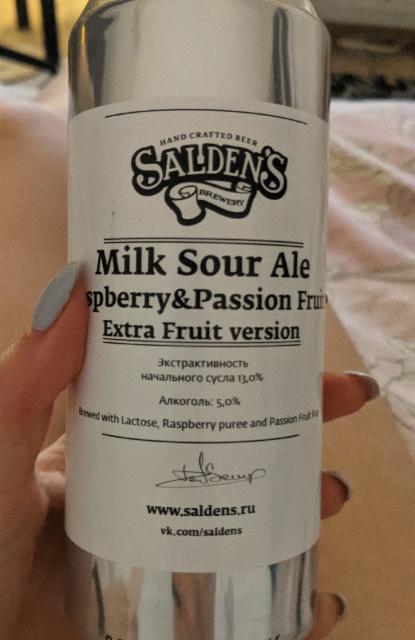 HAND CRAFTED BEER
SALDEN'S
BREWERY
Milk Sour Ale
spberry&Passion Frui
Extra Fruit version
Экстрактивность
начального сусла 13,0%
Алкоголь: 5,0%
Brewed with Lactose, Raspberry puree and Passion Fruit
www.saldens.ru
vk.com/saldens